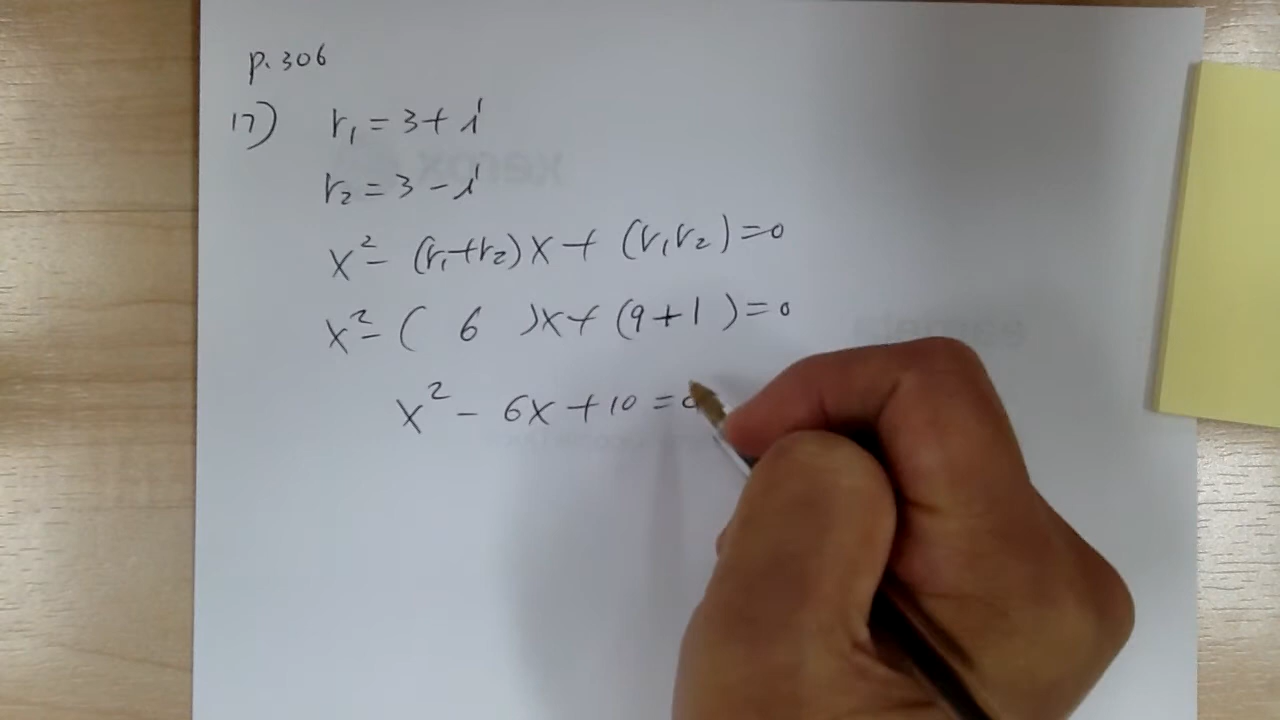 p. 306
17) r₁ = 3 + i
r₂ = 3 - i
x² - (r₁+r₂)x + (r₁r₂) = 0
x² - ( 6 )x + (9 + 1) = 0
x² - 6x + 10 = 0